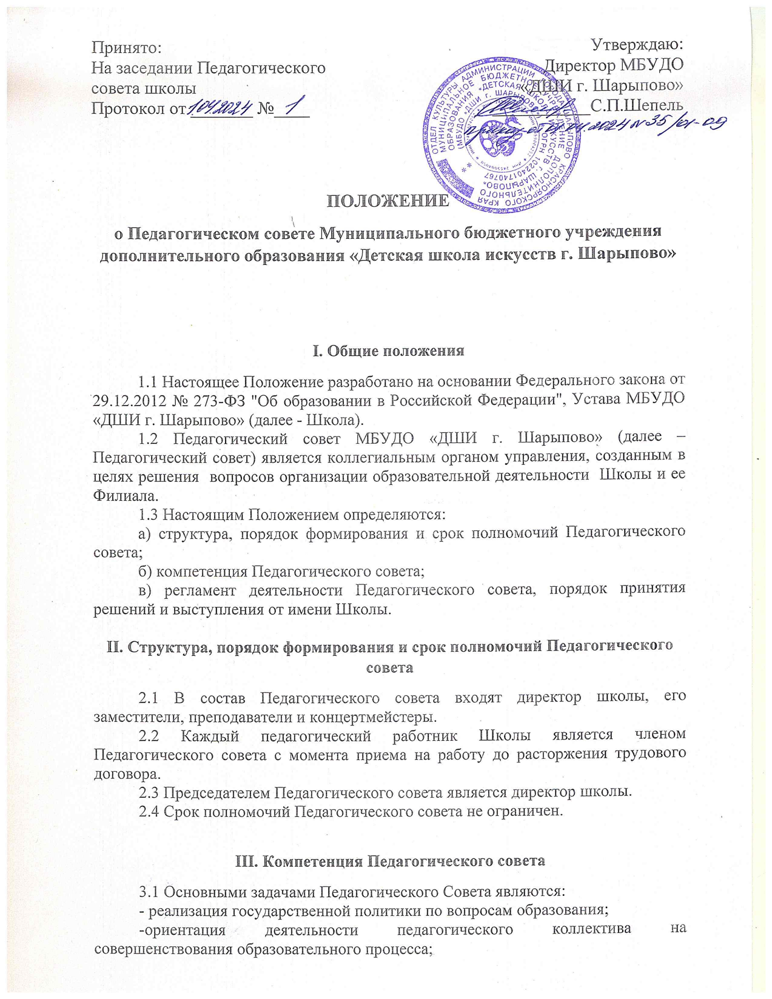 Принято:
На заседании Педагогического
совета школы
Протокол от 1.04.2024 № 1
Утверждаю:
Директор МБУДО
«ДШИ г. Шарыпово»
С.П.Шепель
приказ от 01.04.2024 N 35/01-09
ОТДЕЛ КУЛЬТУРЫ АДМИНИСТРАЦИИ ГОРОДА ШАРЫПОВО КРАСНОЯРСКОГО КРАЯ
МУНИЦИПАЛЬНОЕ БЮДЖЕТНОЕ УЧРЕЖДЕНИЕ ДОПОЛНИТЕЛЬНОГО
ОБРАЗОВАНИЯ «ДЕТСКАЯ ШКОЛА ИСКУССТВ Г. ШАРЫПОВО»
(МБУДО «ДШИ Г. ШАРЫПОВО») ОГРН 1022401740767
ПОЛОЖЕНИЕ
о Педагогическом совете Муниципального бюджетного учреждения
дополнительного образования «Детская школа искусств г. Шарыпово»
I. Общие положения
1.1 Настоящее Положение разработано на основании Федерального закона от
29.12.2012 № 273-ФЗ "Об образовании в Российской Федерации", Устава МБУДО
«ДШИ г. Шарыпово» (далее - Школа).
1.2 Педагогический совет МБУДО «ДШИ г. Шарыпово» (далее –
Педагогический совет) является коллегиальным органом управления, созданным в
целях решения вопросов организации образовательной деятельности Школы и ее
Филиала.
1.3 Настоящим Положением определяются:
а) структура, порядок формирования и срок полномочий Педагогического
совета;
б) компетенция Педагогического совета;
в) регламент деятельности Педагогического совета, порядок принятия
решений и выступления от имени Школы.
II. Структура, порядок формирования и срок полномочий Педагогического
совета
2.1 В состав Педагогического совета входят директор школы, его
заместители, преподаватели и концертмейстеры.
2.2 Каждый педагогический работник Школы является членом
Педагогического совета с момента приема на работу до расторжения трудового
договора.
2.3 Председателем Педагогического совета является директор школы.
2.4 Срок полномочий Педагогического совета не ограничен.
III. Компетенция Педагогического совета
3.1 Основными задачами Педагогического Совета являются:
- реализация государственной политики по вопросам образования;
-ориентация деятельности педагогического коллектива на
совершенствования образовательного процесса;